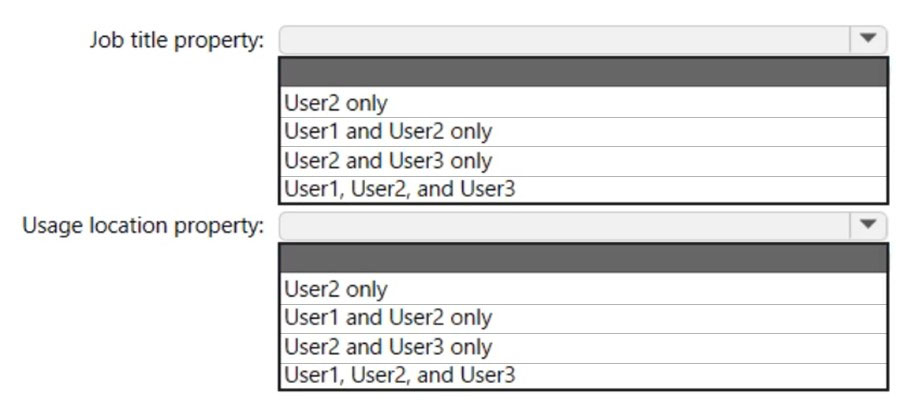 Job title property:
User2 only
User1 and User2 only
User2 and User3 only
User1, User2, and User3
Usage location property:
User2 only
User1 and User2 only
User2 and User3 only
User1, User2, and User3